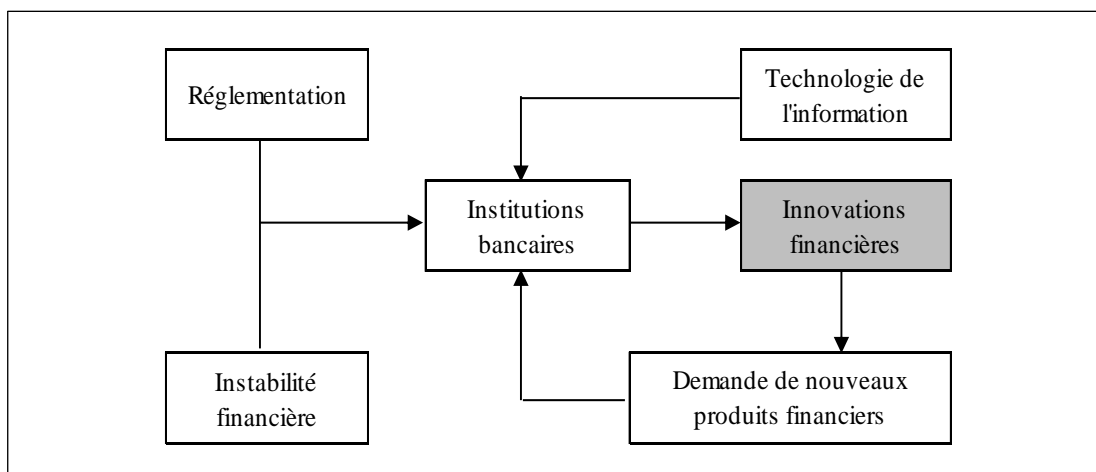 Réglementation
Technologie de
l'information
Institutions
bancaires
Innovations
financières
Instabilité
financière
Demande de nouveaux
produits financiers